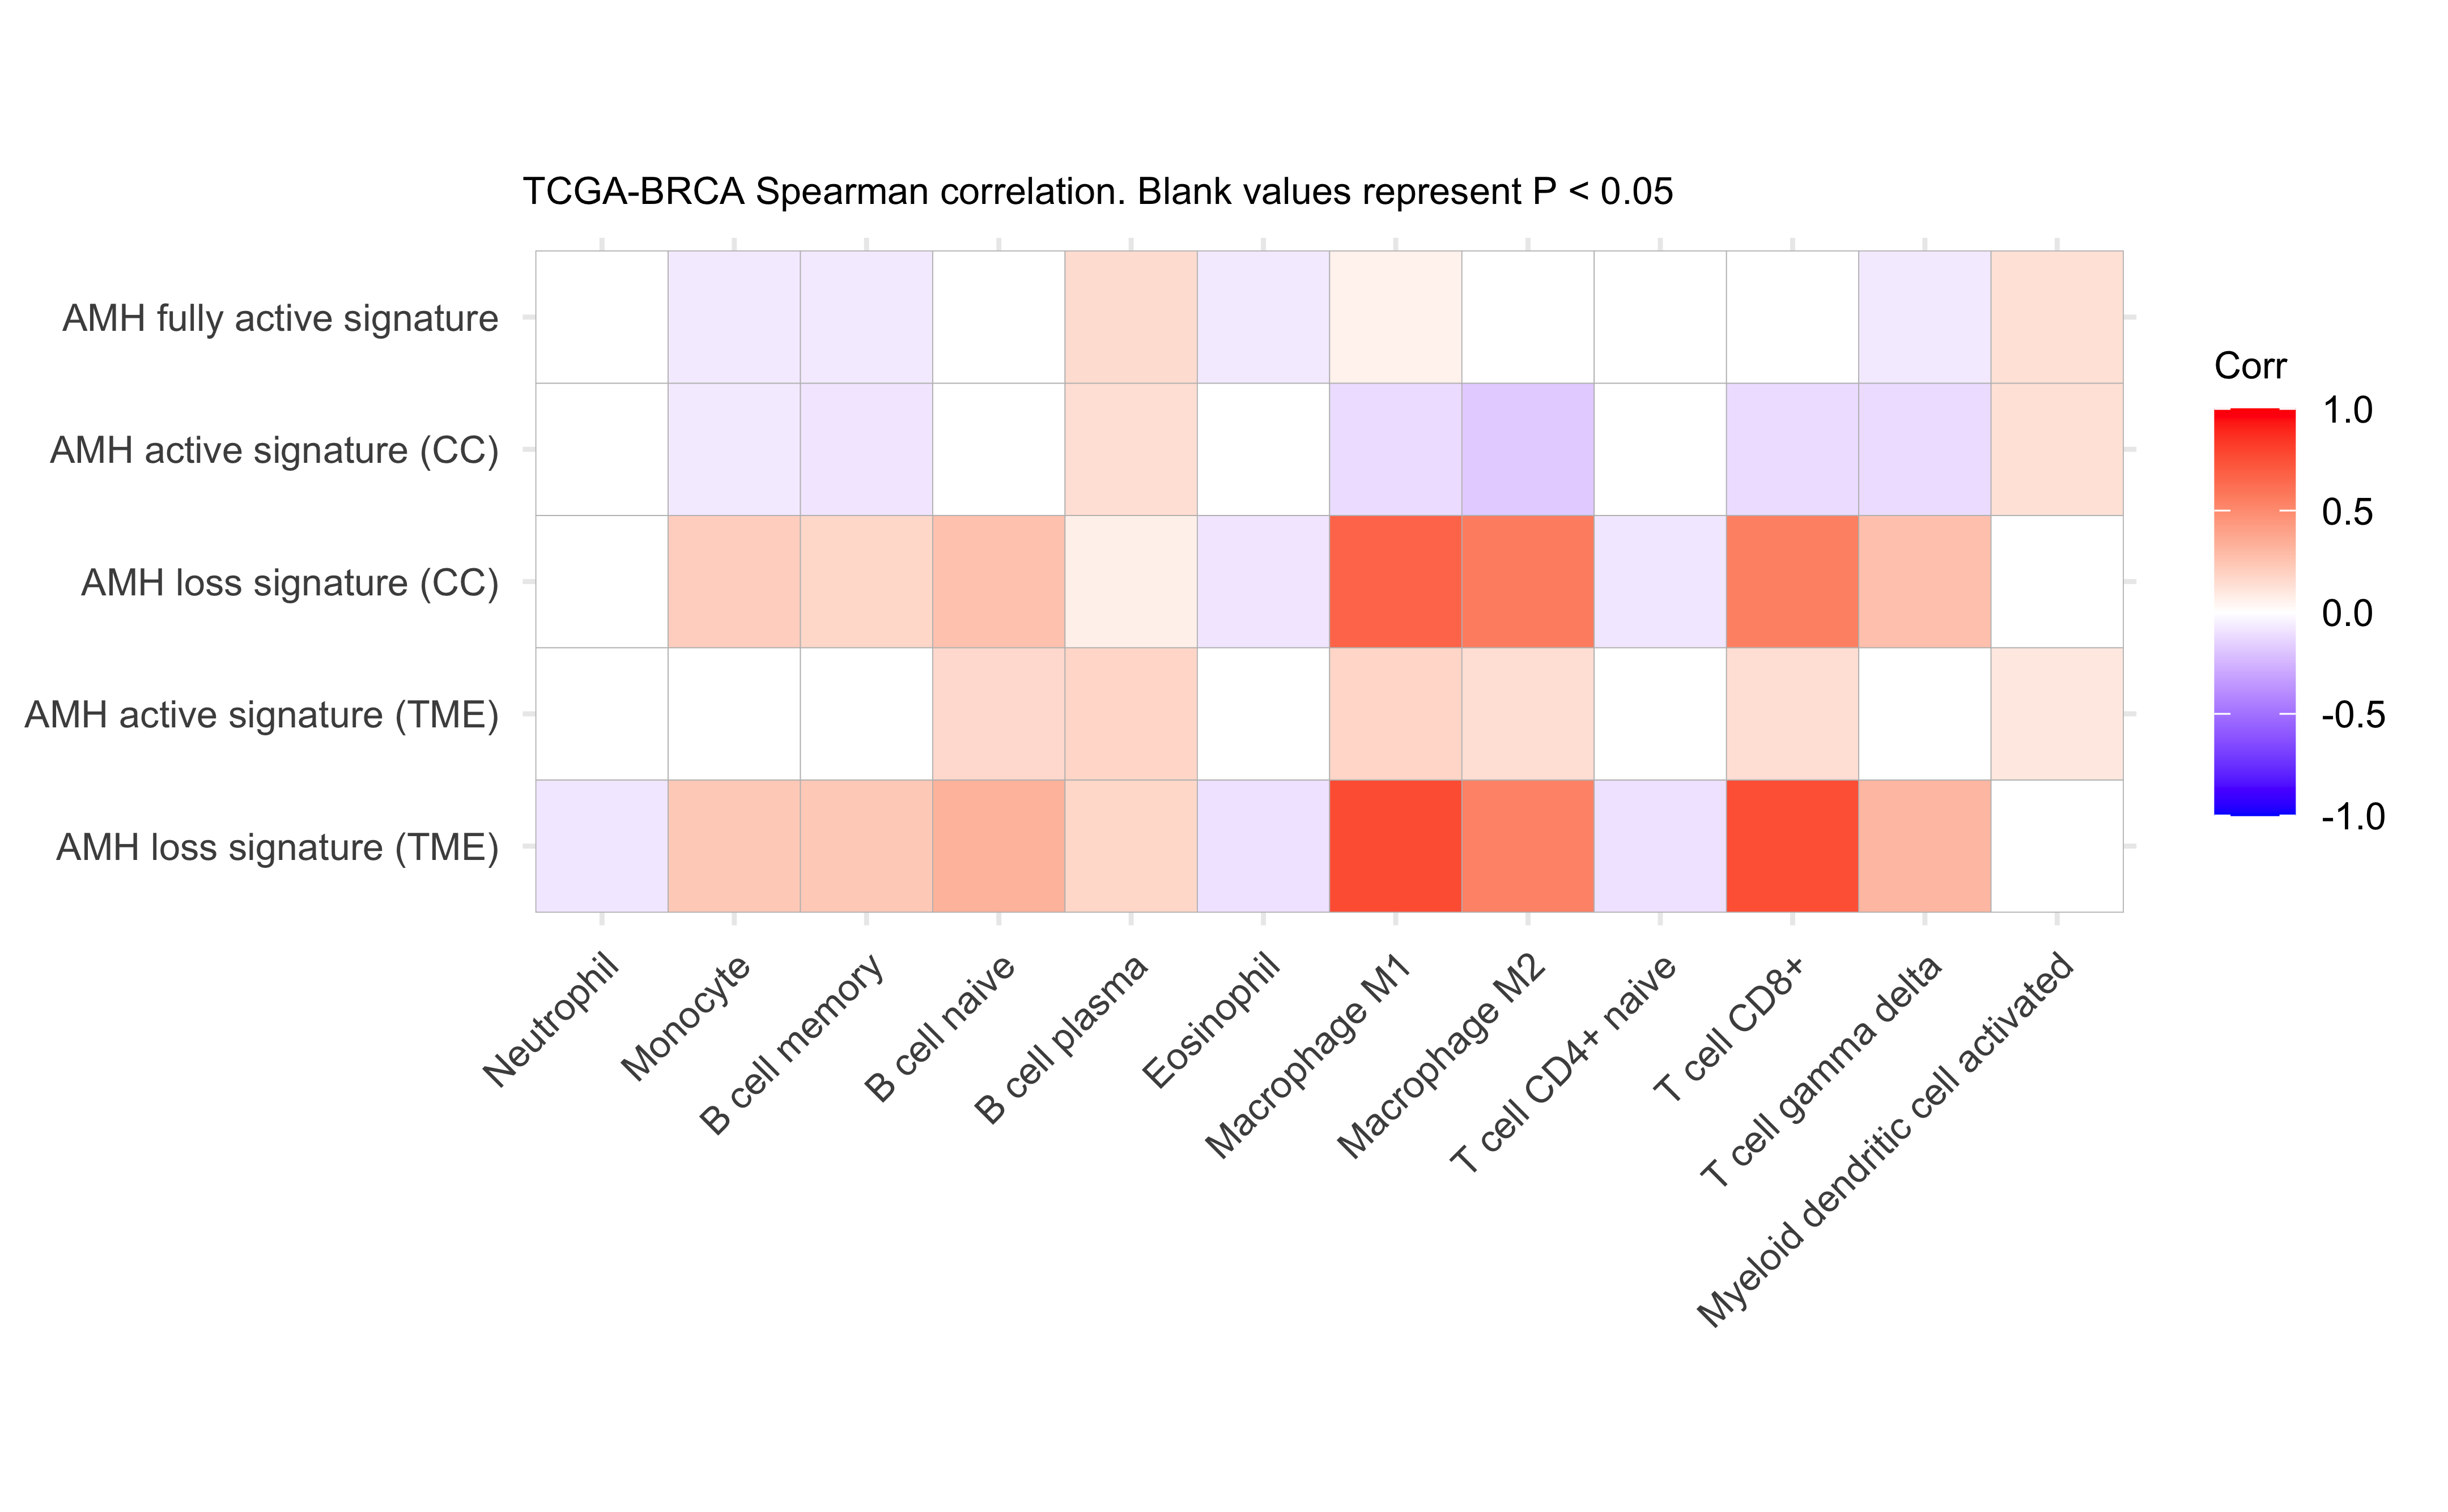 TCGA-BRCA Spearman correlation. Blank values represent P < 0.05
AMH fully active signature
AMH active signature (CC)
AMH loss signature (CC)
AMH active signature (TME)
AMH loss signature (TME)
Neutrophil
Monocyte
B cell memory
B cell naive
B cell plasma
Eosinophil
Macrophage M1
Macrophage M2
T cell CD4+ naive
T cell CD8+
T cell gamma delta
Myeloid dendritic cell activated
Corr
1.0
0.5
0.0
-0.5
-1.0